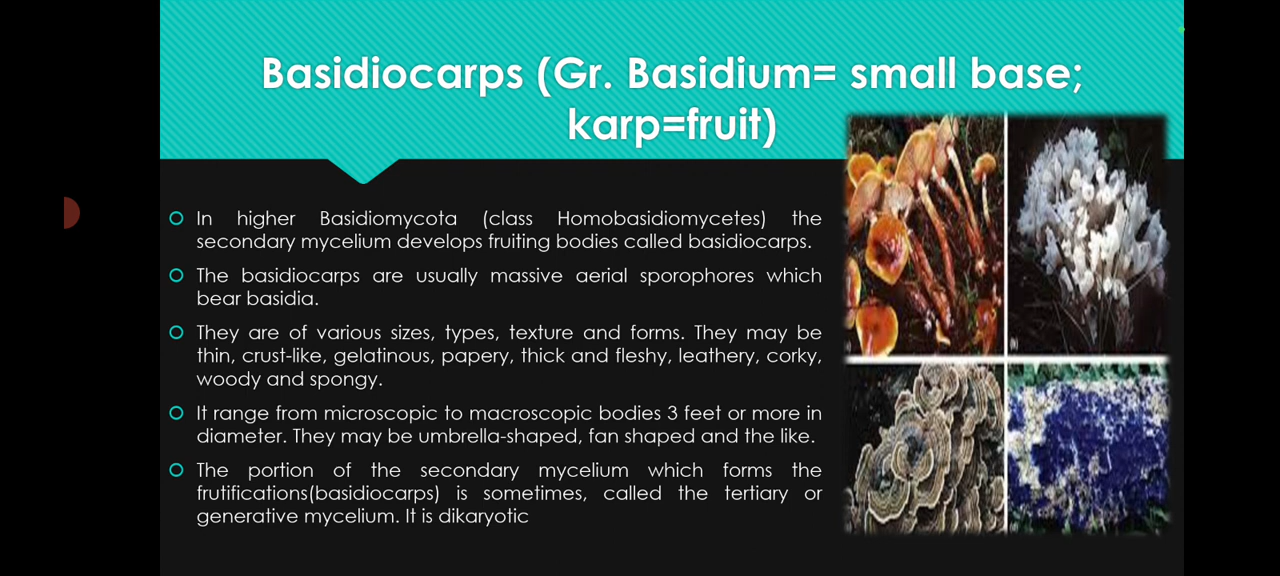 Basidiocarps (Gr. Basidium= small base;
karp=fruit)
In higher Basidiomycota (class Homobasidiomycetes) the
secondary mycelium develops fruiting bodies called basidiocarps.
The basidiocarps are usually massive aerial sporophores which
bear basidia.
They are of various sizes, types, texture and forms. They may be
thin, crust-like, gelatinous, papery, thick and fleshy, leathery, corky,
woody and spongy.
It range from microscopic to macroscopic bodies 3 feet or more in
diameter. They may be umbrella-shaped, fan shaped and the like.
The portion of the secondary mycelium which forms the
frutifications(basidiocarps) is sometimes, called the tertiary or
generative mycelium. It is dikaryotic